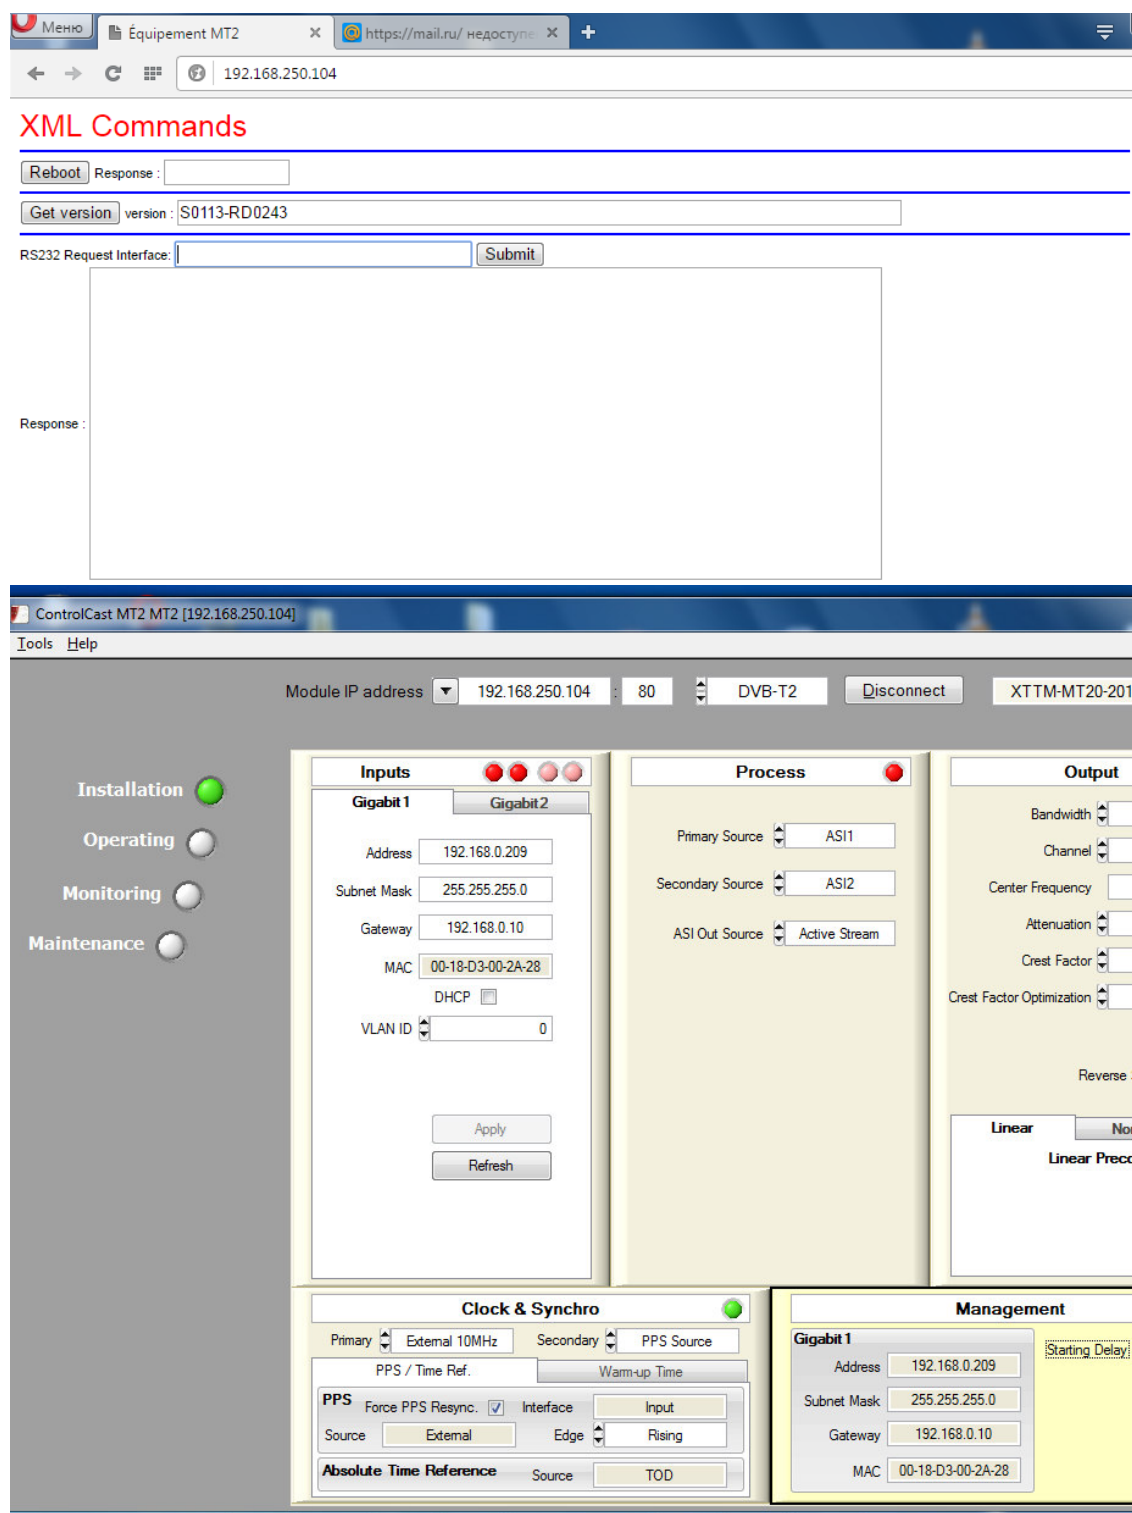 Меню Équipement MT2 https://mail.ru/ недоступе
192.168.250.104
XML Commands
Reboot Response :
Get version version : S0113-RD0243
RS232 Request Interface: Submit
Response :
ControlCast MT2 MT2 [192.168.250.104]
Tools Help
Module IP address 192.168.250.104 : 80 DVB-T2 Disconnect XTTM-MT20-201
Installation
Operating
Monitoring
Maintenance
Inputs
Gigabit1 Gigabit2
Address 192.168.0.209
Subnet Mask 255.255.255.0
Gateway 192.168.0.10
MAC 00-18-D3-00-2A-28
DHCP
VLAN ID 0
Apply
Refresh
Process
Primary Source ASI1
Secondary Source ASI2
ASI Out Source Active Stream
Output
Bandwidth
Channel
Center Frequency
Attenuation
Crest Factor
Crest Factor Optimization
Reverse
Linear No
Linear Preco
Clock & Synchro
Primary External 10MHz Secondary PPS Source
PPS / Time Ref. Warm-up Time
PPS Force PPS Resync. Interface Input
Source External Edge Rising
Absolute Time Reference Source TOD
Management
Gigabit1
Starting Delay
Address 192.168.0.209
Subnet Mask 255.255.255.0
Gateway 192.168.0.10
MAC 00-18-D3-00-2A-28